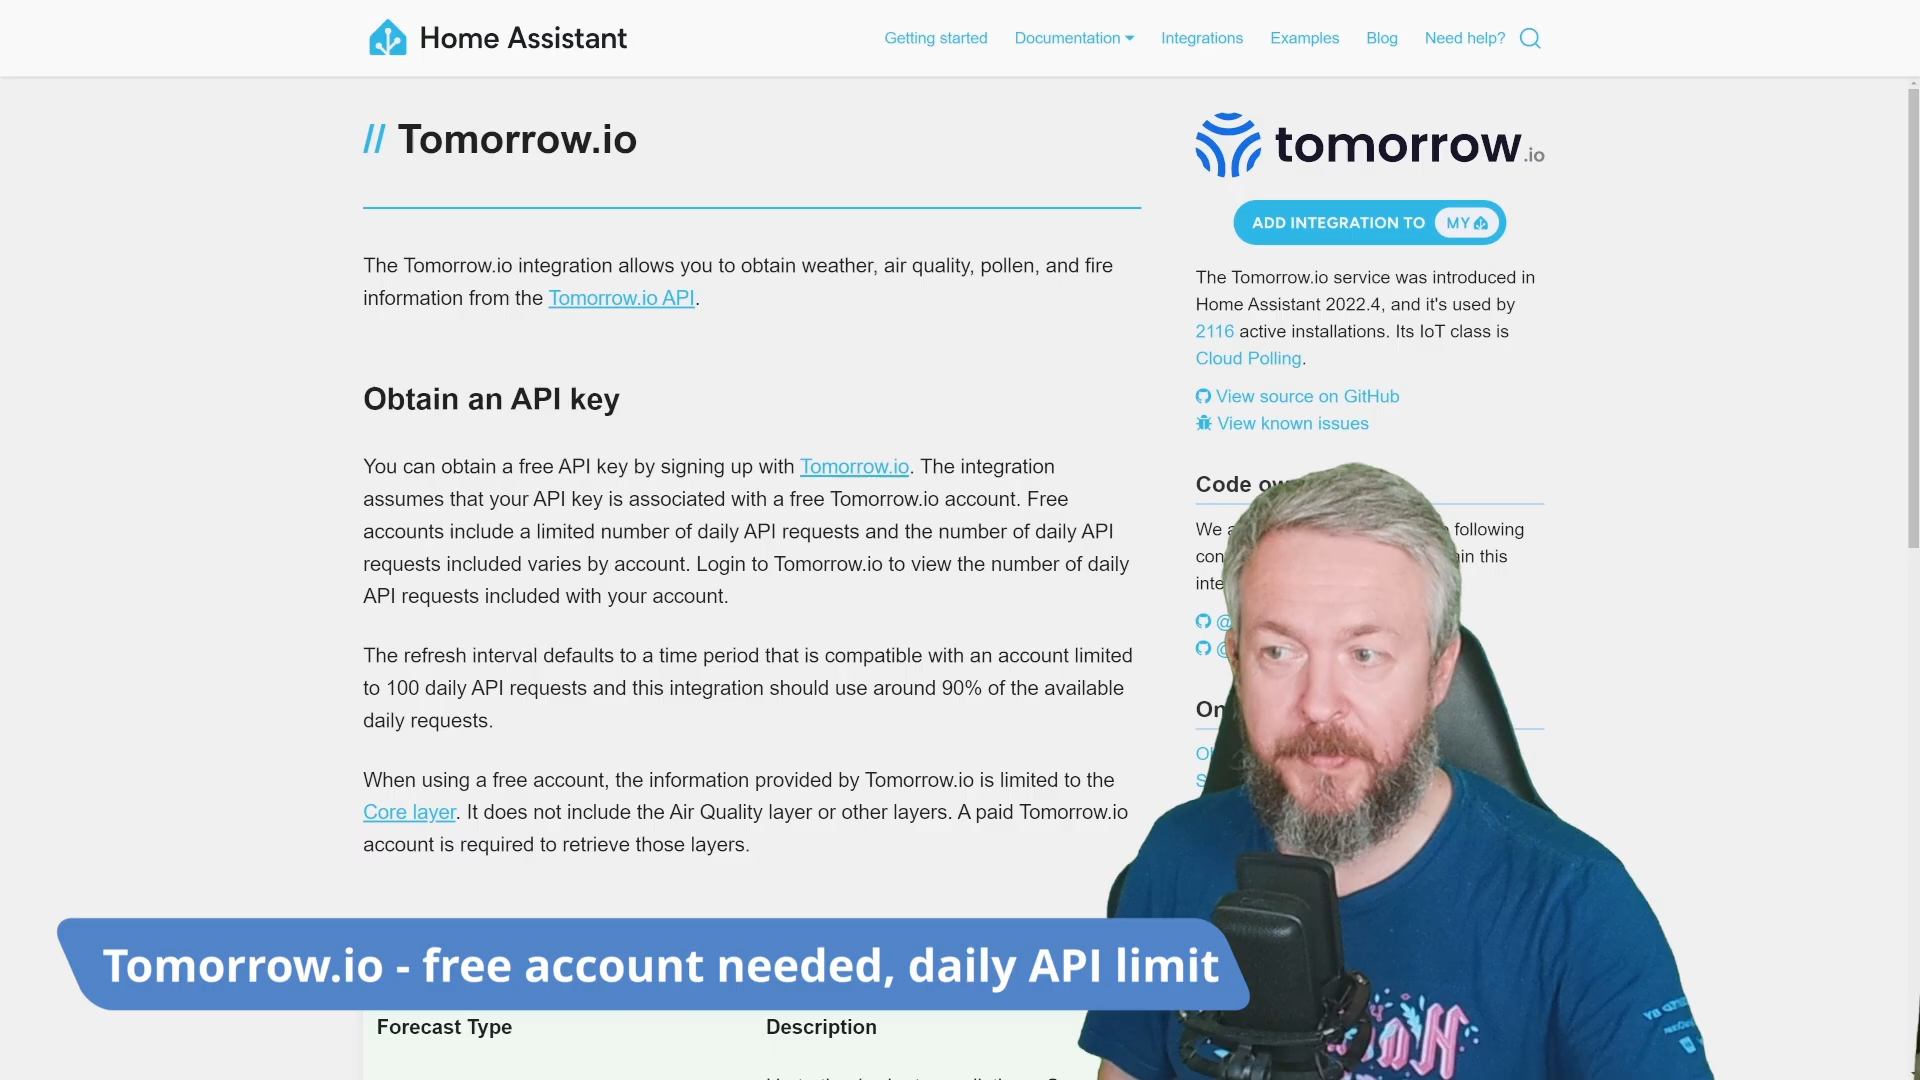 Home Assistant
Getting started Documentation Integrations Examples Blog Need help?
// Tomorrow.io
The Tomorrow.io integration allows you to obtain weather, air quality, pollen, and fire
information from the Tomorrow.io API.
Obtain an API key
You can obtain a free API key by signing up with Tomorrow.io. The integration
assumes that your API key is associated with a free Tomorrow.io account. Free
accounts include a limited number of daily API requests and the number of daily API
requests included varies by account. Login to Tomorrow.io to view the number of daily
API requests included with your account.
The refresh interval defaults to a time period that is compatible with an account limited
to 100 daily API requests and this integration should use around 90% of the available
daily requests.
When using a free account, the information provided by Tomorrow.io is limited to the
Core layer. It does not include the Air Quality layer or other layers. A paid Tomorrow.io
account is required to retrieve those layers.
Forecast Type Description
tomorrow.io
ADD INTEGRATION TO MY
The Tomorrow.io service was introduced in
Home Assistant 2022.4, and it's used by
2116 active installations. Its IoT class is
Cloud Polling.
View source on GitHub
View known issues
Code
We following
this
@
Tomorrow.io - free account needed, daily API limit